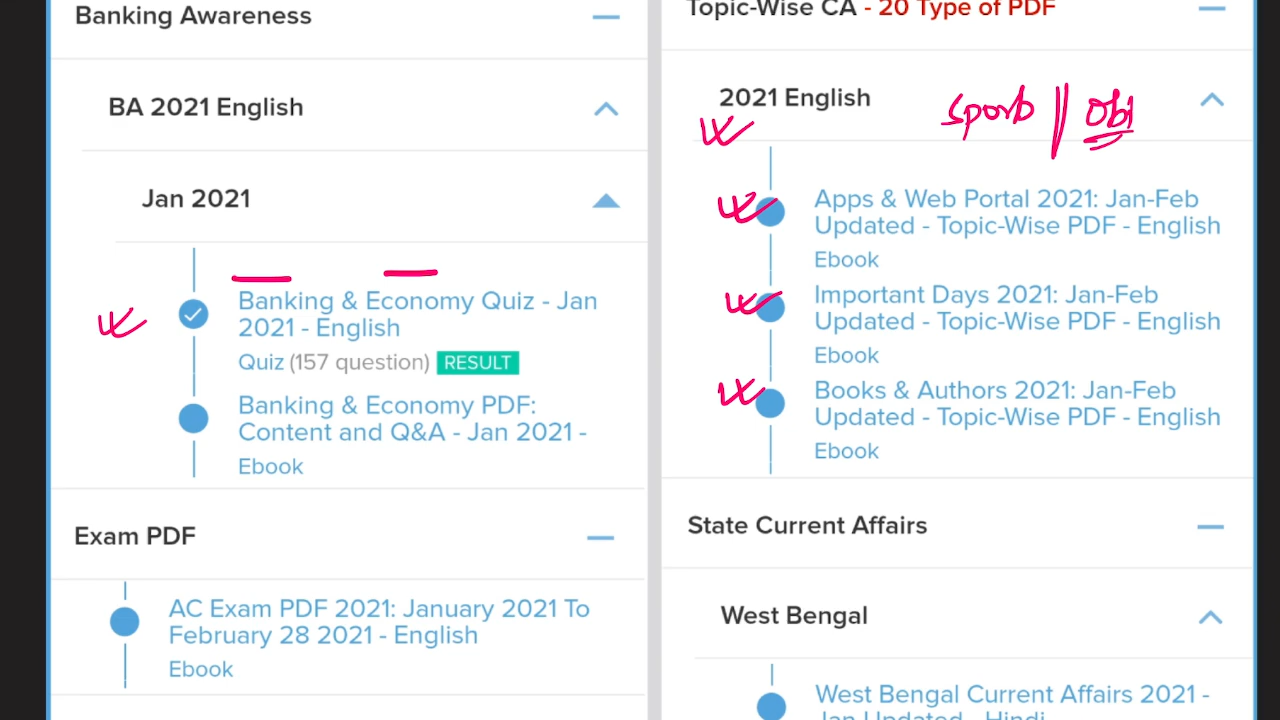 Banking Awareness
BA 2021 English
Jan 2021
Banking & Economy Quiz - Jan
2021 - English
Quiz (157 question) RESULT
Banking & Economy PDF:
Content and Q&A - Jan 2021 -
Ebook
Exam PDF
AC Exam PDF 2021: January 2021 To
February 28 2021 - English
Ebook
Topic-Wise CA - 20 Type of PDF
2021 English
Apps & Web Portal 2021: Jan-Feb
Updated - Topic-Wise PDF - English
Ebook
Important Days 2021: Jan-Feb
Updated - Topic-Wise PDF - English
Ebook
Books & Authors 2021: Jan-Feb
Updated - Topic-Wise PDF - English
Ebook
State Current Affairs
West Bengal
West Bengal Current Affairs 2021 -
Jan Updated - Hindi